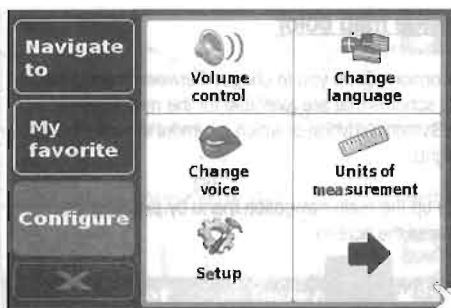 Navigate
to
My
favorite
Configure
Volume
control
Change
language
Change
voice
Units of
measurement
Setup